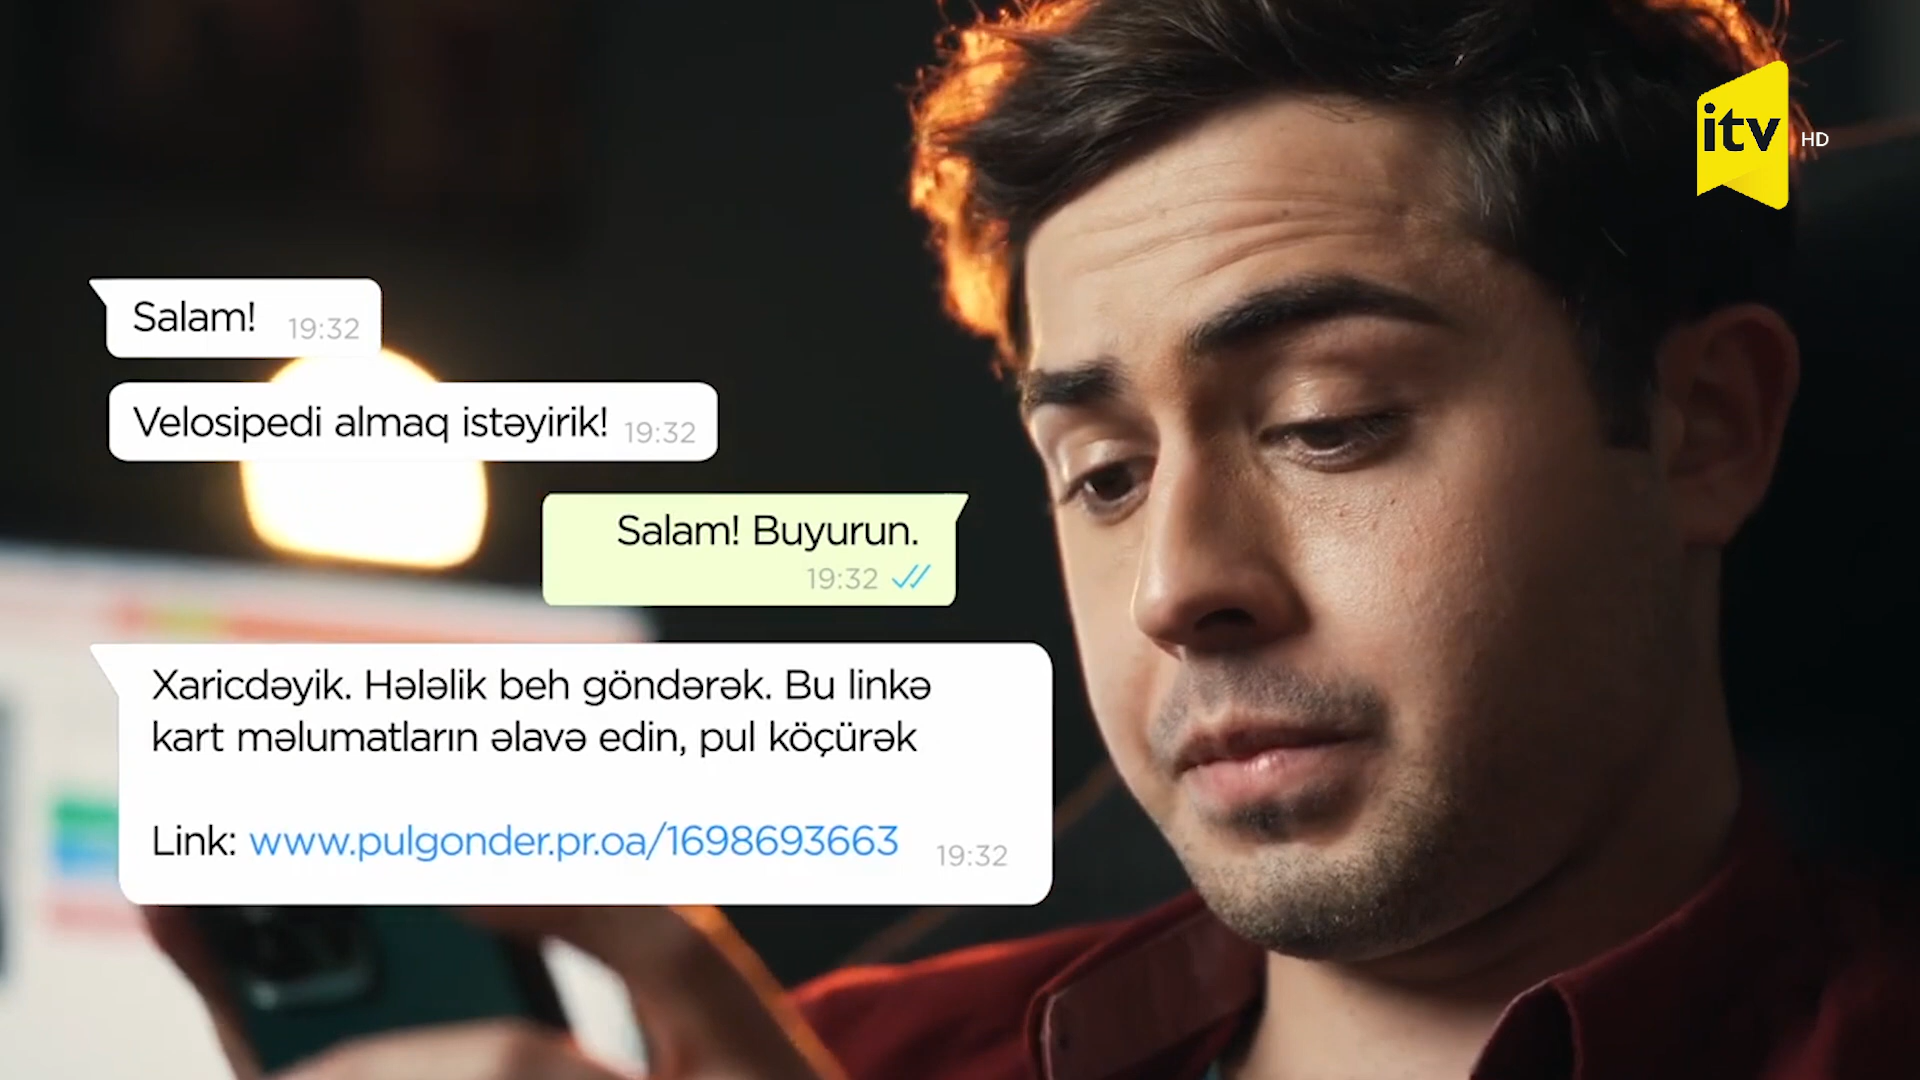 itv HD
Salam! 19:32
Velosipedi almaq istəyirik! 19:32
Salam! Buyurun.
19:32
Xaricdəyik. Hələlik beh göndərək. Bu linkə
kart məlumatların əlavə edin, pul köçürək
Link: www.pulgonder.pr.oa/1698693663 19:32